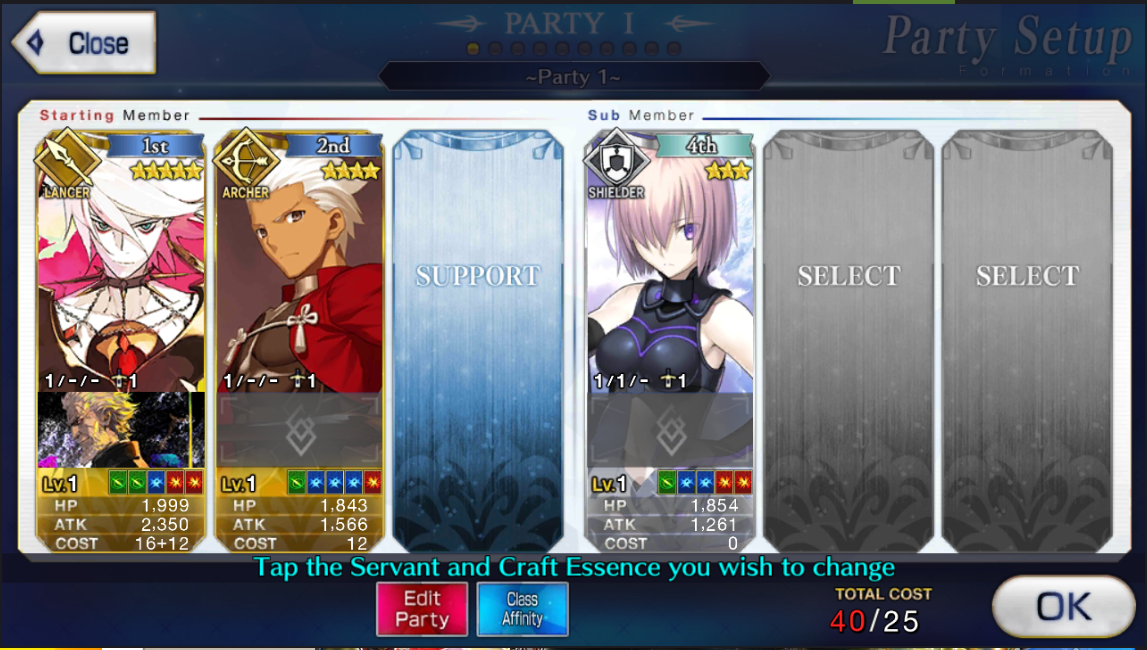 Close
PARTY I
Party Setup
Formation
~Party 1~
Starting Member
Sub Member
1st
2nd
4th
LANCER
ARCHER
SHIELDER
SUPPORT
SELECT
SELECT
1/-/- 1
1/-/- 1
1/1/- 1
Lv.1
HP 1,999
ATK 2,350
COST 16+12
Lv.1
HP 1,843
ATK 1,566
COST 12
Lv.1
HP 1,854
ATK 1,261
COST 0
Tap the Servant and Craft Essence you wish to change
Edit
Party
Class
Affinity
TOTAL COST
40/25
OK